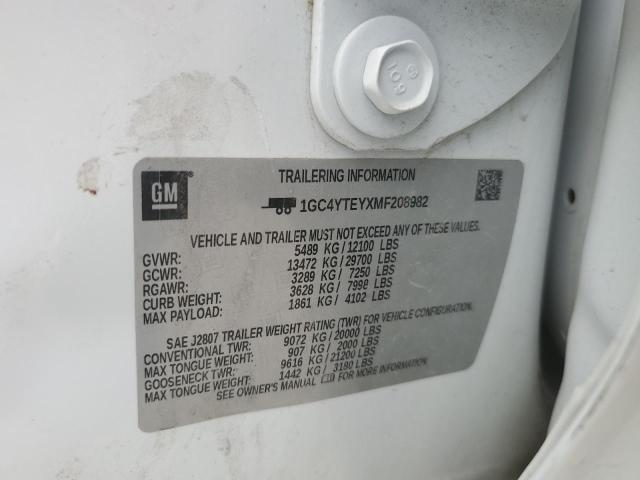 109
GM
TRAILERING INFORMATION
1GC4YTEYXMF208982
VEHICLE AND TRAILER MUST NOT EXCEED ANY OF THESE VALUES.
GVWR: 5489 KG/12100 LBS
GCWR: 13472 KG/29700 LBS
RGAWR: 3289 KG/ 7250 LBS
CURB WEIGHT: 3628 KG/ 7998 LBS
MAX PAYLOAD: 1861 KG/ 4102 LBS
SAE J2807 TRAILER WEIGHT RATING (TWR) FOR VEHICLE CONFIGURATION.
CONVENTIONAL TWR: 9072 KG/20000 LBS
MAX TONGUE WEIGHT: 907 KG/ 2000 LBS
GOOSENECK TWR: 9616 KG/21200 LBS
MAX TONGUE WEIGHT: 1442 KG/ 3180 LBS
SEE OWNER'S MANUAL FOR MORE INFORMATION